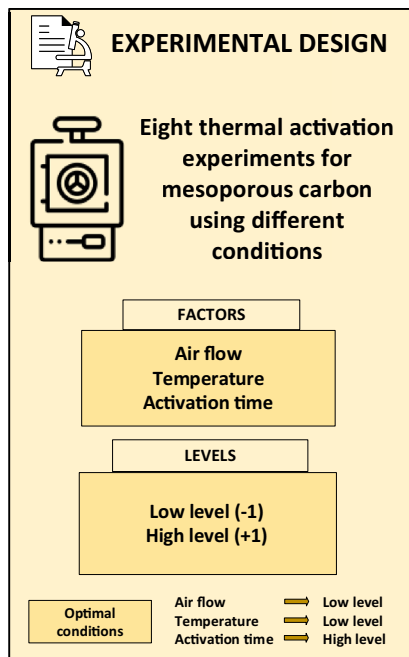 EXPERIMENTAL DESIGN
Eight thermal activation
experiments for
mesoporous carbon
using different
conditions
FACTORS
Air flow
Temperature
Activation time
LEVELS
Low level (-1)
High level (+1)
Optimal
conditions
Air flow Low level
Temperature Low level
Activation time High level